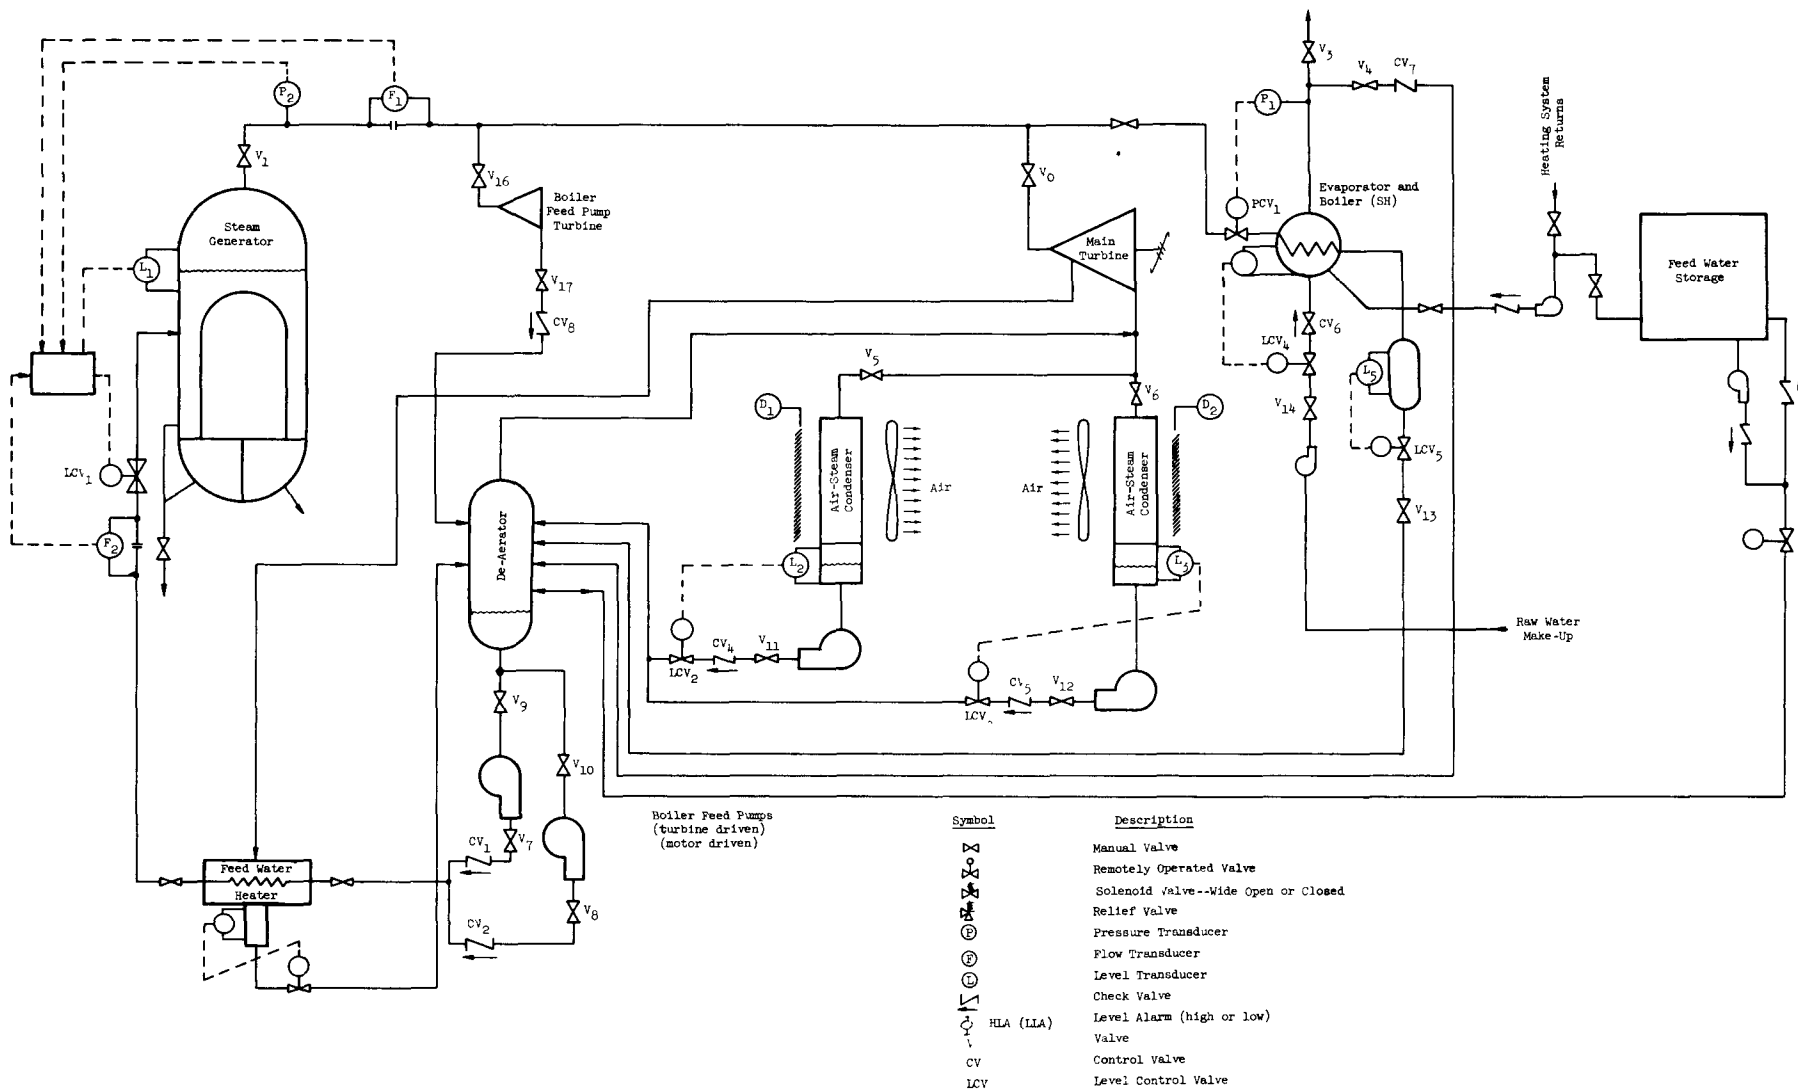 V3
V4
CV7
P2
F1
P1
Heating System
Returns
V1
V16
V0
Boiler
Feed Pump
Turbine
Evaporator and
Boiler (SH)
PCV1
Steam
Generator
Main
Turbine
Feed Water
Storage
L1
V17
CV8
CV6
LCV4
V5
V6
L5
V14
D1
D2
LCV5
LCV1
Air-Steam
Condenser
Air
Air
Air-Steam
Condenser
V13
F2
De-Aerator
L2
L3
Raw Water
Make-Up
CV4
V11
LCV2
CV5
V12
LCV
V9
V10
Boiler Feed Pumps
(turbine driven)
(motor driven)
CV1
V7
Feed Water
Heater
V8
CV2
Symbol
Description
Manual Valve
Remotely Operated Valve
Solenoid Valve--Wide Open or Closed
Relief Valve
P Pressure Transducer
F Flow Transducer
L Level Transducer
Check Valve
HLA (LLA) Level Alarm (high or low)
Valve
CV Control Valve
LCV Level Control Valve